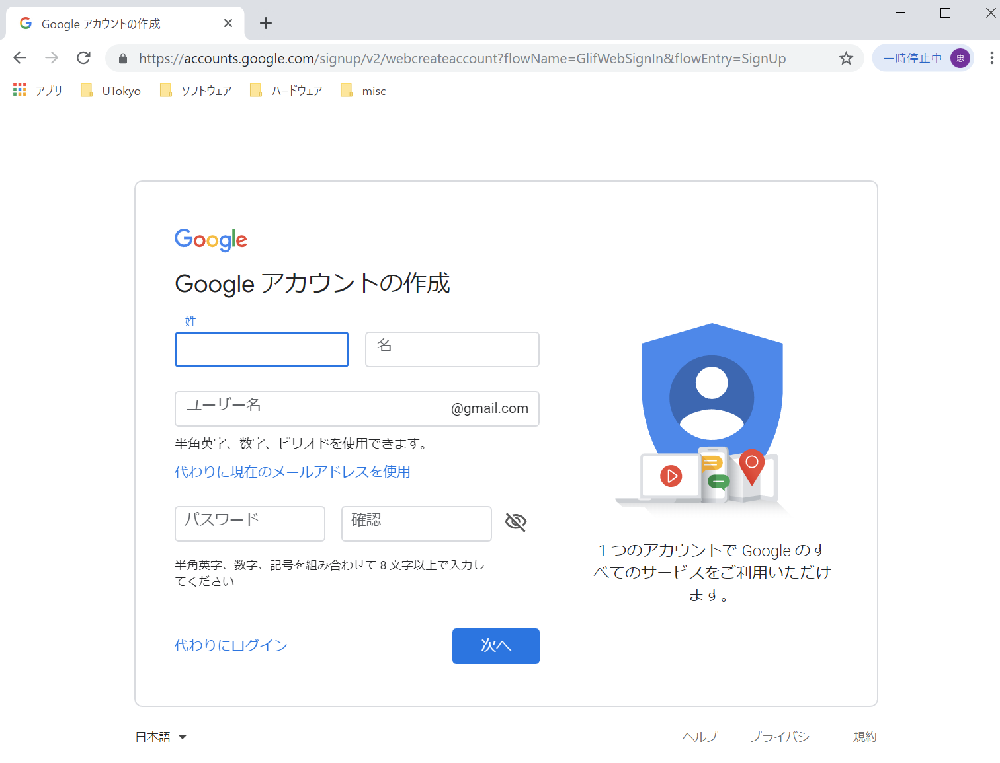 Google アカウントの作成
https://accounts.google.com/signup/v2/webcreateaccount?flowName=GlifWebSignIn&flowEntry=SignUp
一時停止中 忠
アプリ UTokyo ソフトウェア ハードウェア misc
Google
Google アカウントの作成
姓
名
ユーザー名 @gmail.com
半角英字、数字、ピリオドを使用できます。
代わりに現在のメールアドレスを使用
パスワード 確認
半角英字、数字、記号を組み合わせて 8 文字以上で入力し
てください
代わりにログイン 次へ
1 つのアカウントで Google のす
べてのサービスをご利用いただけ
ます。
日本語 ヘルプ プライバシー 規約